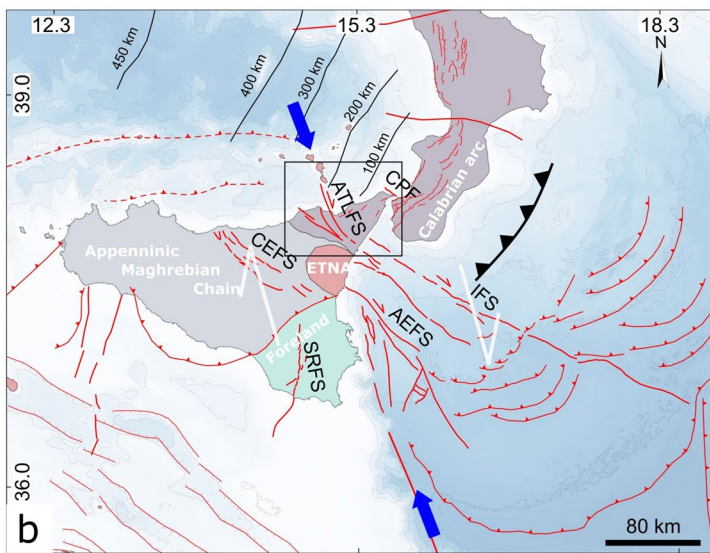 12.3
15.3
18.3
N
39.0
450 km
400 km
300 km
200 km
100 km
ATLFS
CPF
Calabrian arc
CEFS
Appenninic
Maghrebian
Chain
ETNA
IFS
AEFS
Foreland
SRFS
36.0
b
80 km